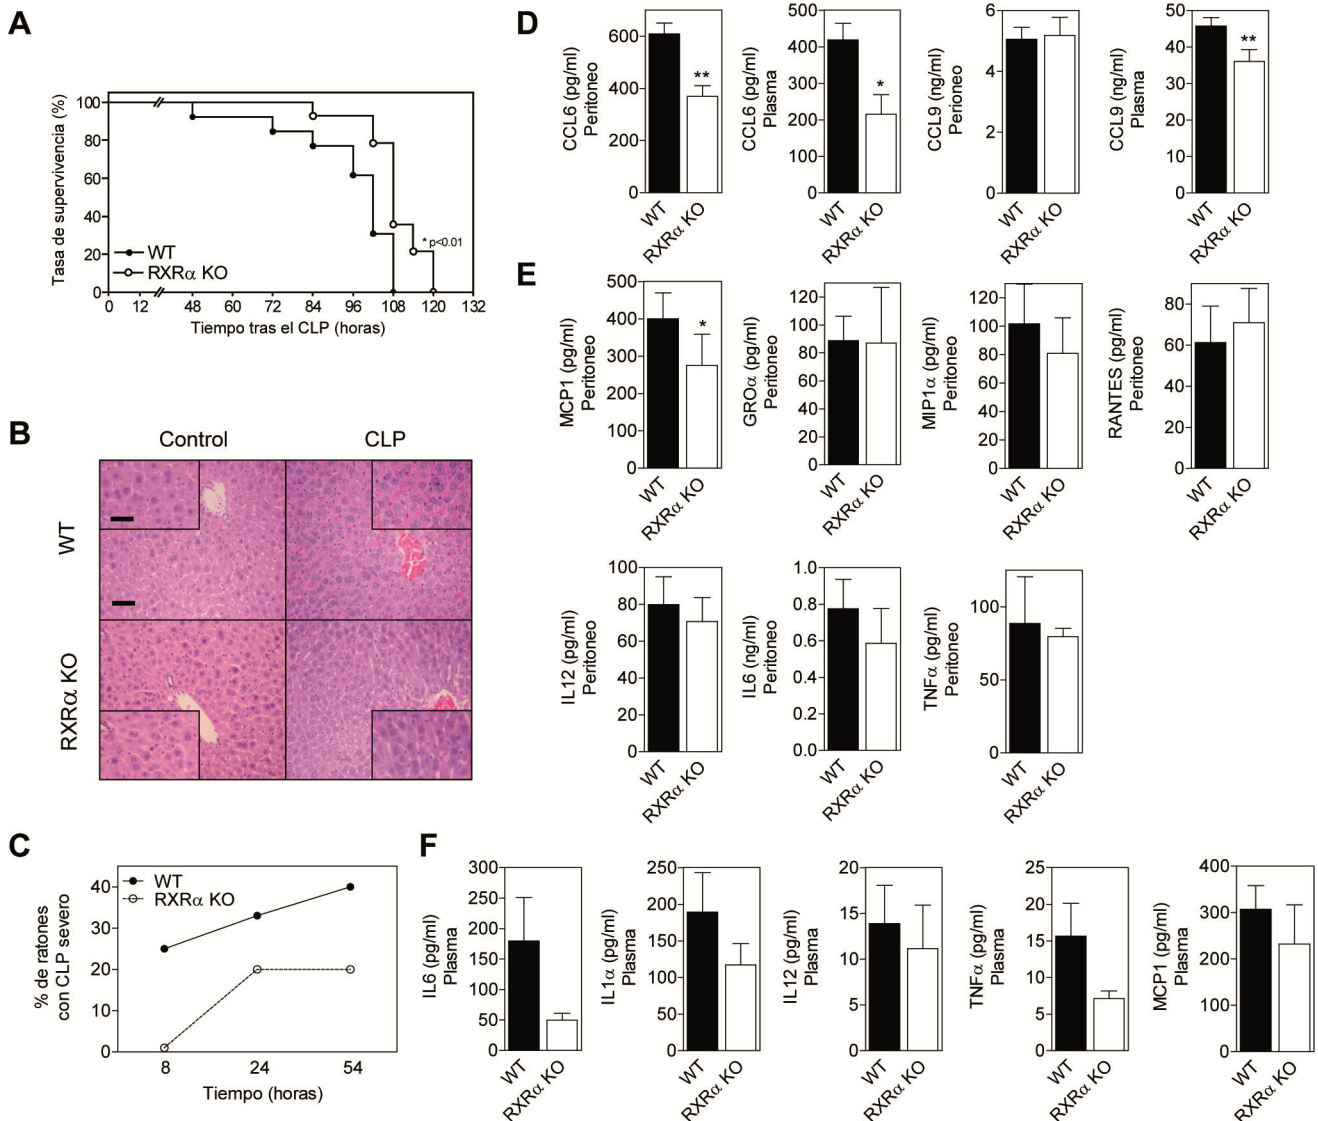 A
Tasa de supervivencia (%)
100
80
60
40
20
0
WT
RXRα KO
* p<0.01
0 12 48 60 72 84 96 108 120 132
Tiempo tras el CLP (horas)
B
Control CLP
WT
RXRα KO
C
% de ratones
con CLP severo
40
30
20
10
0
WT
RXRα KO
8 24 54
Tiempo (horas)
D
CCL6 (pg/ml)
Peritoneo
600
400
200
0
**
WT
RXRα KO
CCL6 (pg/ml)
Plasma
500
400
300
200
100
0
*
WT
RXRα KO
CCL9 (ng/ml)
Perioneo
6
4
2
0
WT
RXRα KO
CCL9 (ng/ml)
Plasma
50
40
30
20
10
0
**
WT
RXRα KO
E
MCP1 (pg/ml)
Peritoneo
500
400
300
200
100
0
*
WT
RXRα KO
GROα (pg/ml)
Peritoneo
120
100
80
60
40
20
0
WT
RXRα KO
MIP1α (pg/ml)
Peritoneo
120
100
80
60
40
20
0
WT
RXRα KO
RANTES (pg/ml)
Peritoneo
80
60
40
20
0
WT
RXRα KO
IL12 (pg/ml)
Peritoneo
100
80
60
40
20
0
WT
RXRα KO
IL6 (ng/ml)
Peritoneo
1.0
0.8
0.6
0.4
0.2
0.0
WT
RXRα KO
TNFα (pg/ml)
Peritoneo
100
50
0
WT
RXRα KO
F
IL6 (pg/ml)
Plasma
300
250
200
150
100
50
0
WT
RXRα KO
IL1α (pg/ml)
Plasma
250
200
150
100
50
0
WT
RXRα KO
IL12 (pg/ml)
Plasma
20
15
10
5
0
WT
RXRα KO
TNFα (pg/ml)
Plasma
25
20
15
10
5
0
WT
RXRα KO
MCP1 (pg/ml)
Plasma
400
300
200
100
0
WT
RXRα KO